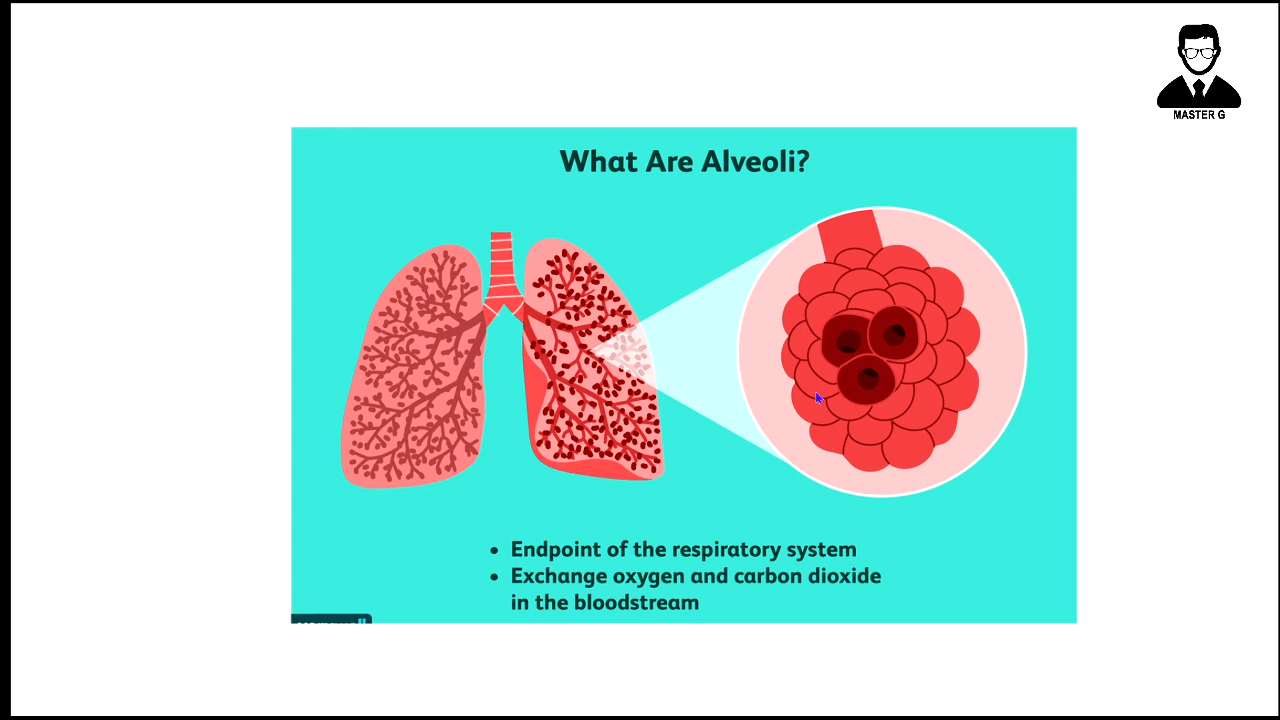 MASTER G
What Are Alveoli?
• Endpoint of the respiratory system
• Exchange oxygen and carbon dioxide
in the bloodstream